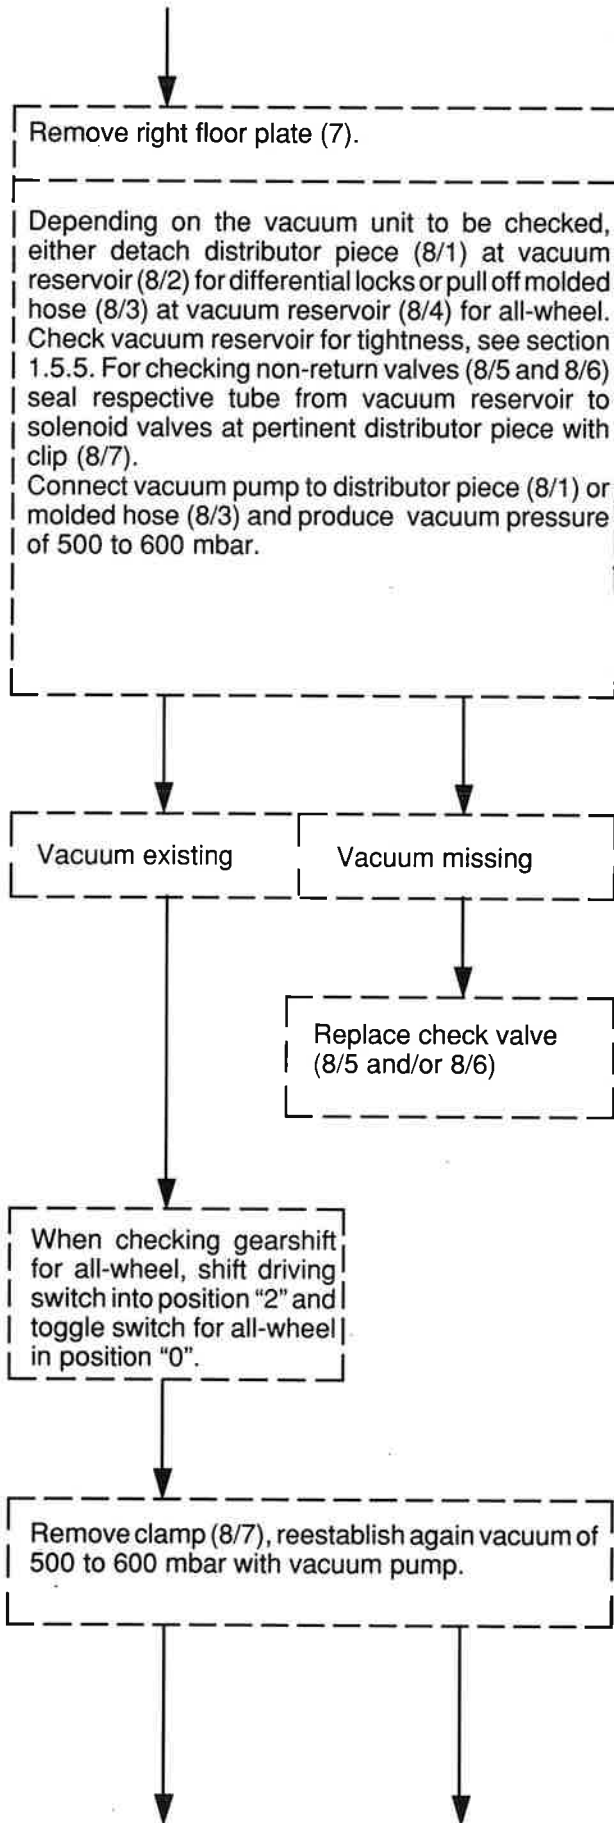 Remove right floor plate (7).
Depending on the vacuum unit to be checked,
either detach distributor piece (8/1) at vacuum
reservoir (8/2) for differential locks or pull off molded
hose (8/3) at vacuum reservoir (8/4) for all-wheel.
Check vacuum reservoir for tightness, see section
1.5.5. For checking non-return valves (8/5 and 8/6)
seal respective tube from vacuum reservoir to
solenoid valves at pertinent distributor piece with
clip (8/7).
Connect vacuum pump to distributor piece (8/1) or
molded hose (8/3) and produce vacuum pressure
of 500 to 600 mbar.
Vacuum existing
Vacuum missing
Replace check valve
(8/5 and/or 8/6)
When checking gearshift
for all-wheel, shift driving
switch into position “2” and
toggle switch for all-wheel
in position “0”.
Remove clamp (8/7), reestablish again vacuum of
500 to 600 mbar with vacuum pump.